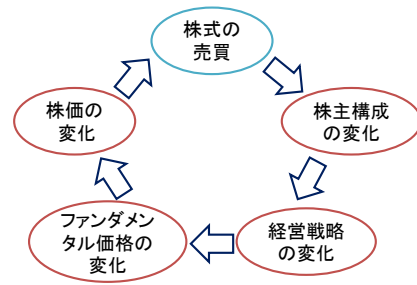 株式の
売買
株主構成
の変化
経営戦略
の変化
ファンダメン
タル価格の
変化
株価の
変化